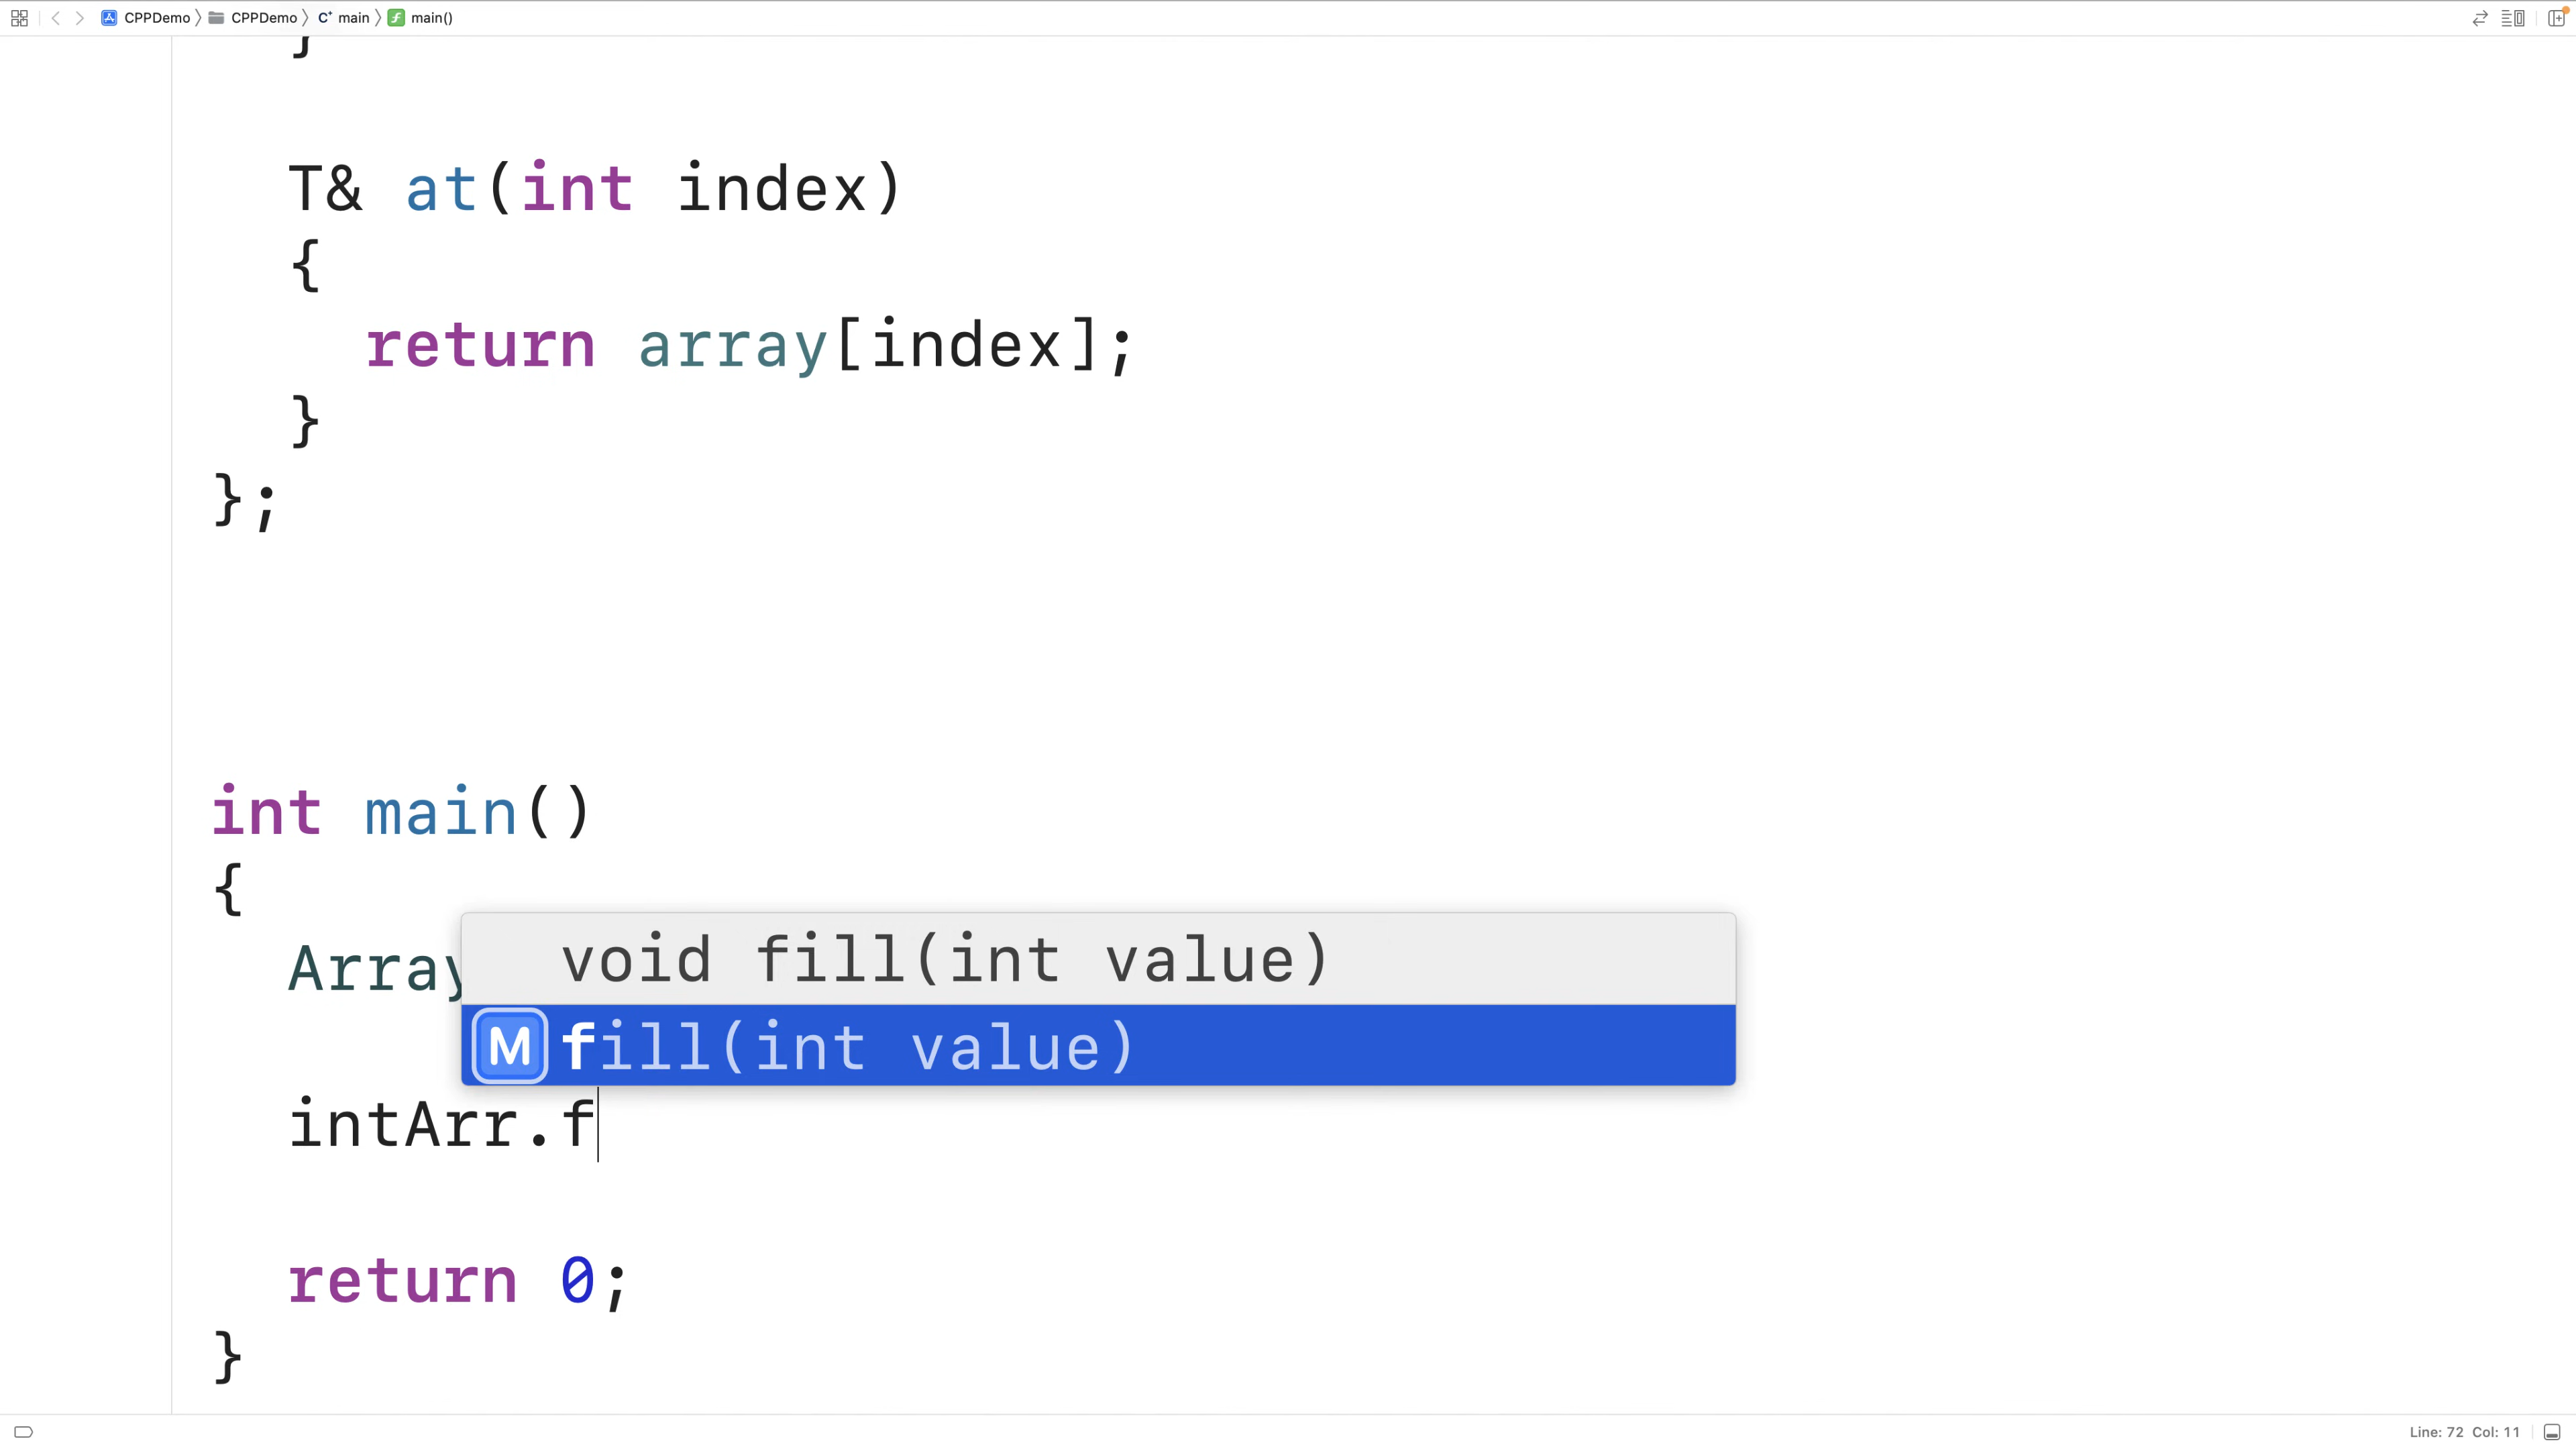 CPPDemo 〉 CPPDemo 〉 C+ main 〉 f main()
}
T& at(int index)
{
return array[index];
}
};
int main()
{
void fill(int value)
Array
M fill(int value)
intArr.f
return 0;
}
Line: 72 Col: 11